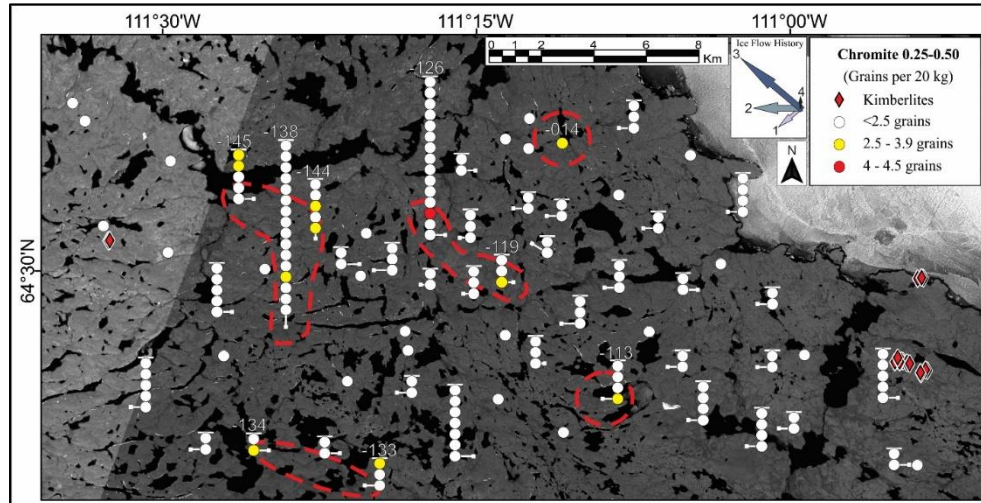 111°30'W 111°15'W 111°00'W
64°30'N
0 1 2 4 6 8
Km
Ice Flow History
3
4
2
1
N
Chromite 0.25-0.50
(Grains per 20 kg)
Kimberlites
<2.5 grains
2.5 - 3.9 grains
4 - 4.5 grains
-126
-014
-138
-145
-144
-119
-113
-134
-133